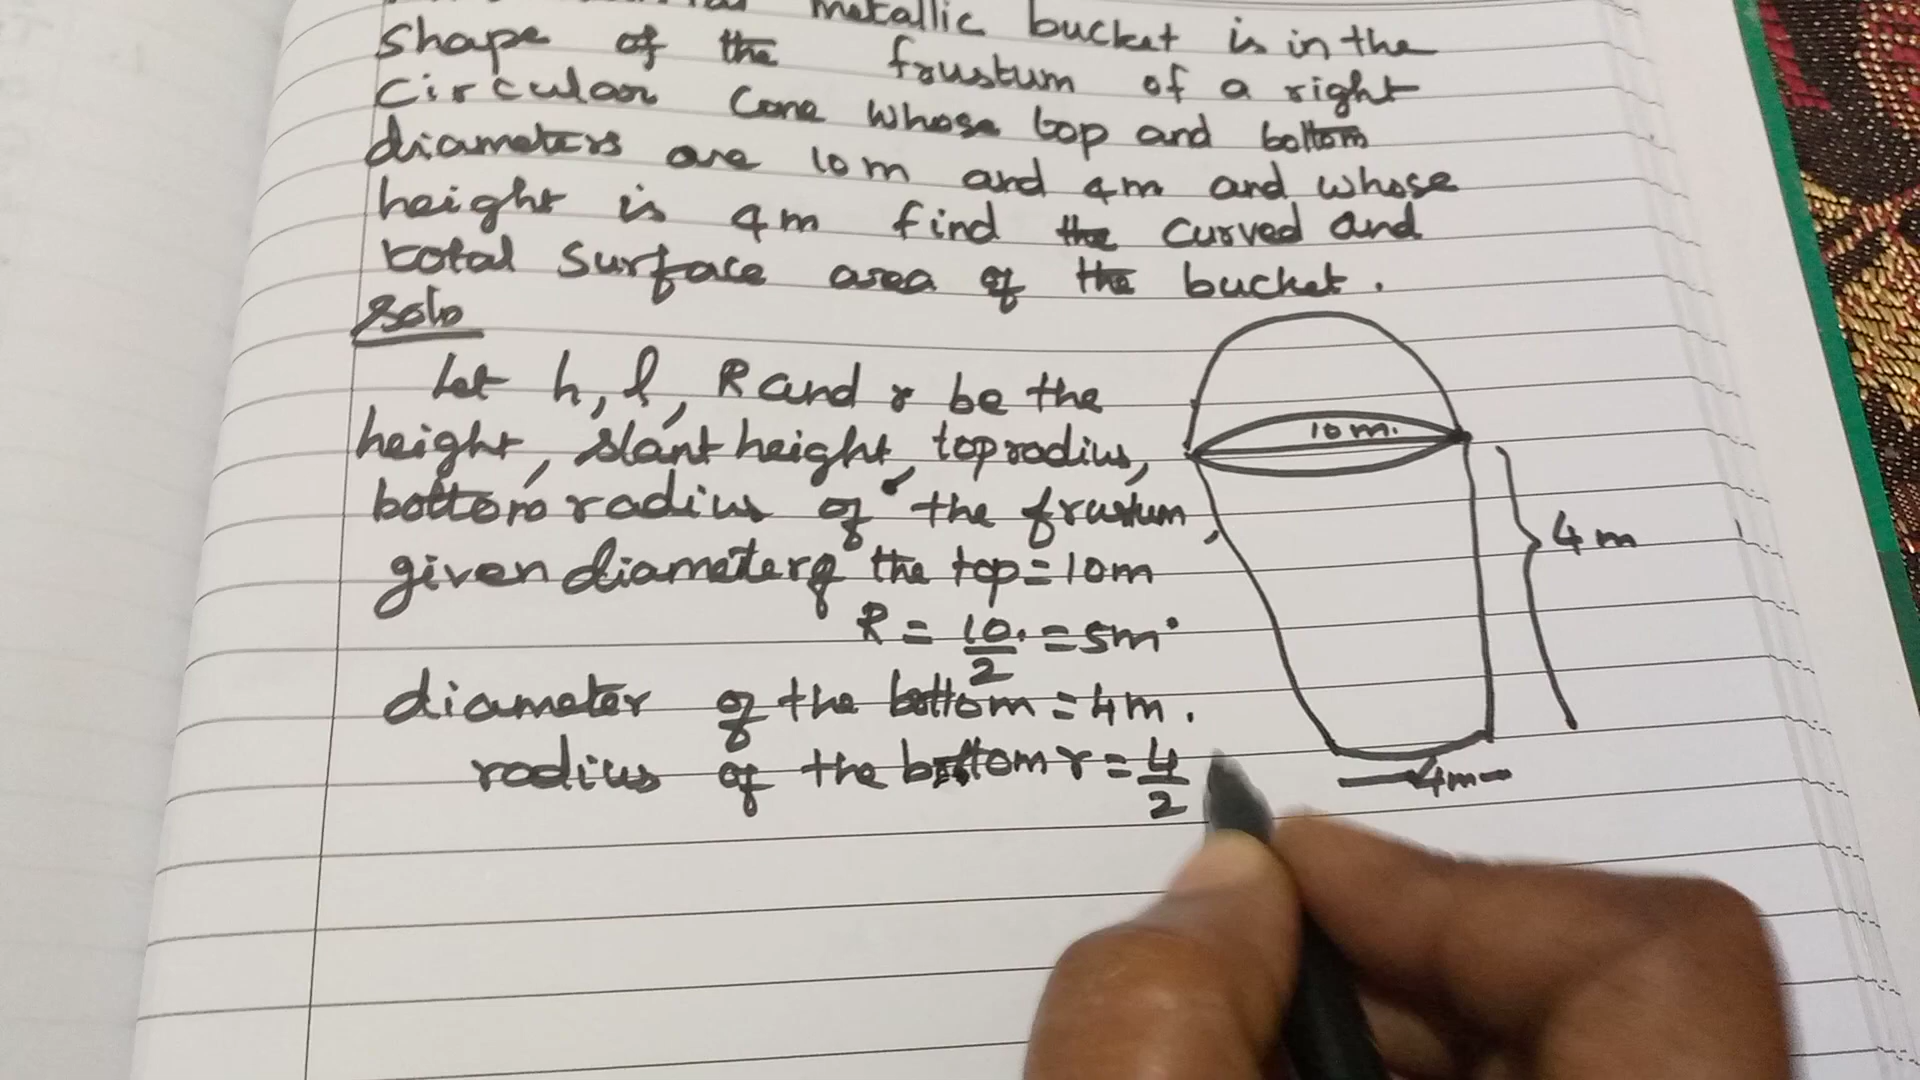 metallic bucket is in the
shape of the frustum of a right
circular cone whose top and bottom
diameters are 10m and 4m and whose
height is 4m find the curved and
total surface area of the bucket.
Soln
Let h, l, R and r be the
height, slant height, top radius,
bottom radius of the frustum,
given diameter of the top = 10m
R = 10/2 = 5m
diameter of the bottom = 4m.
radius of the bottom r = 4/2
10m.
4m
4m